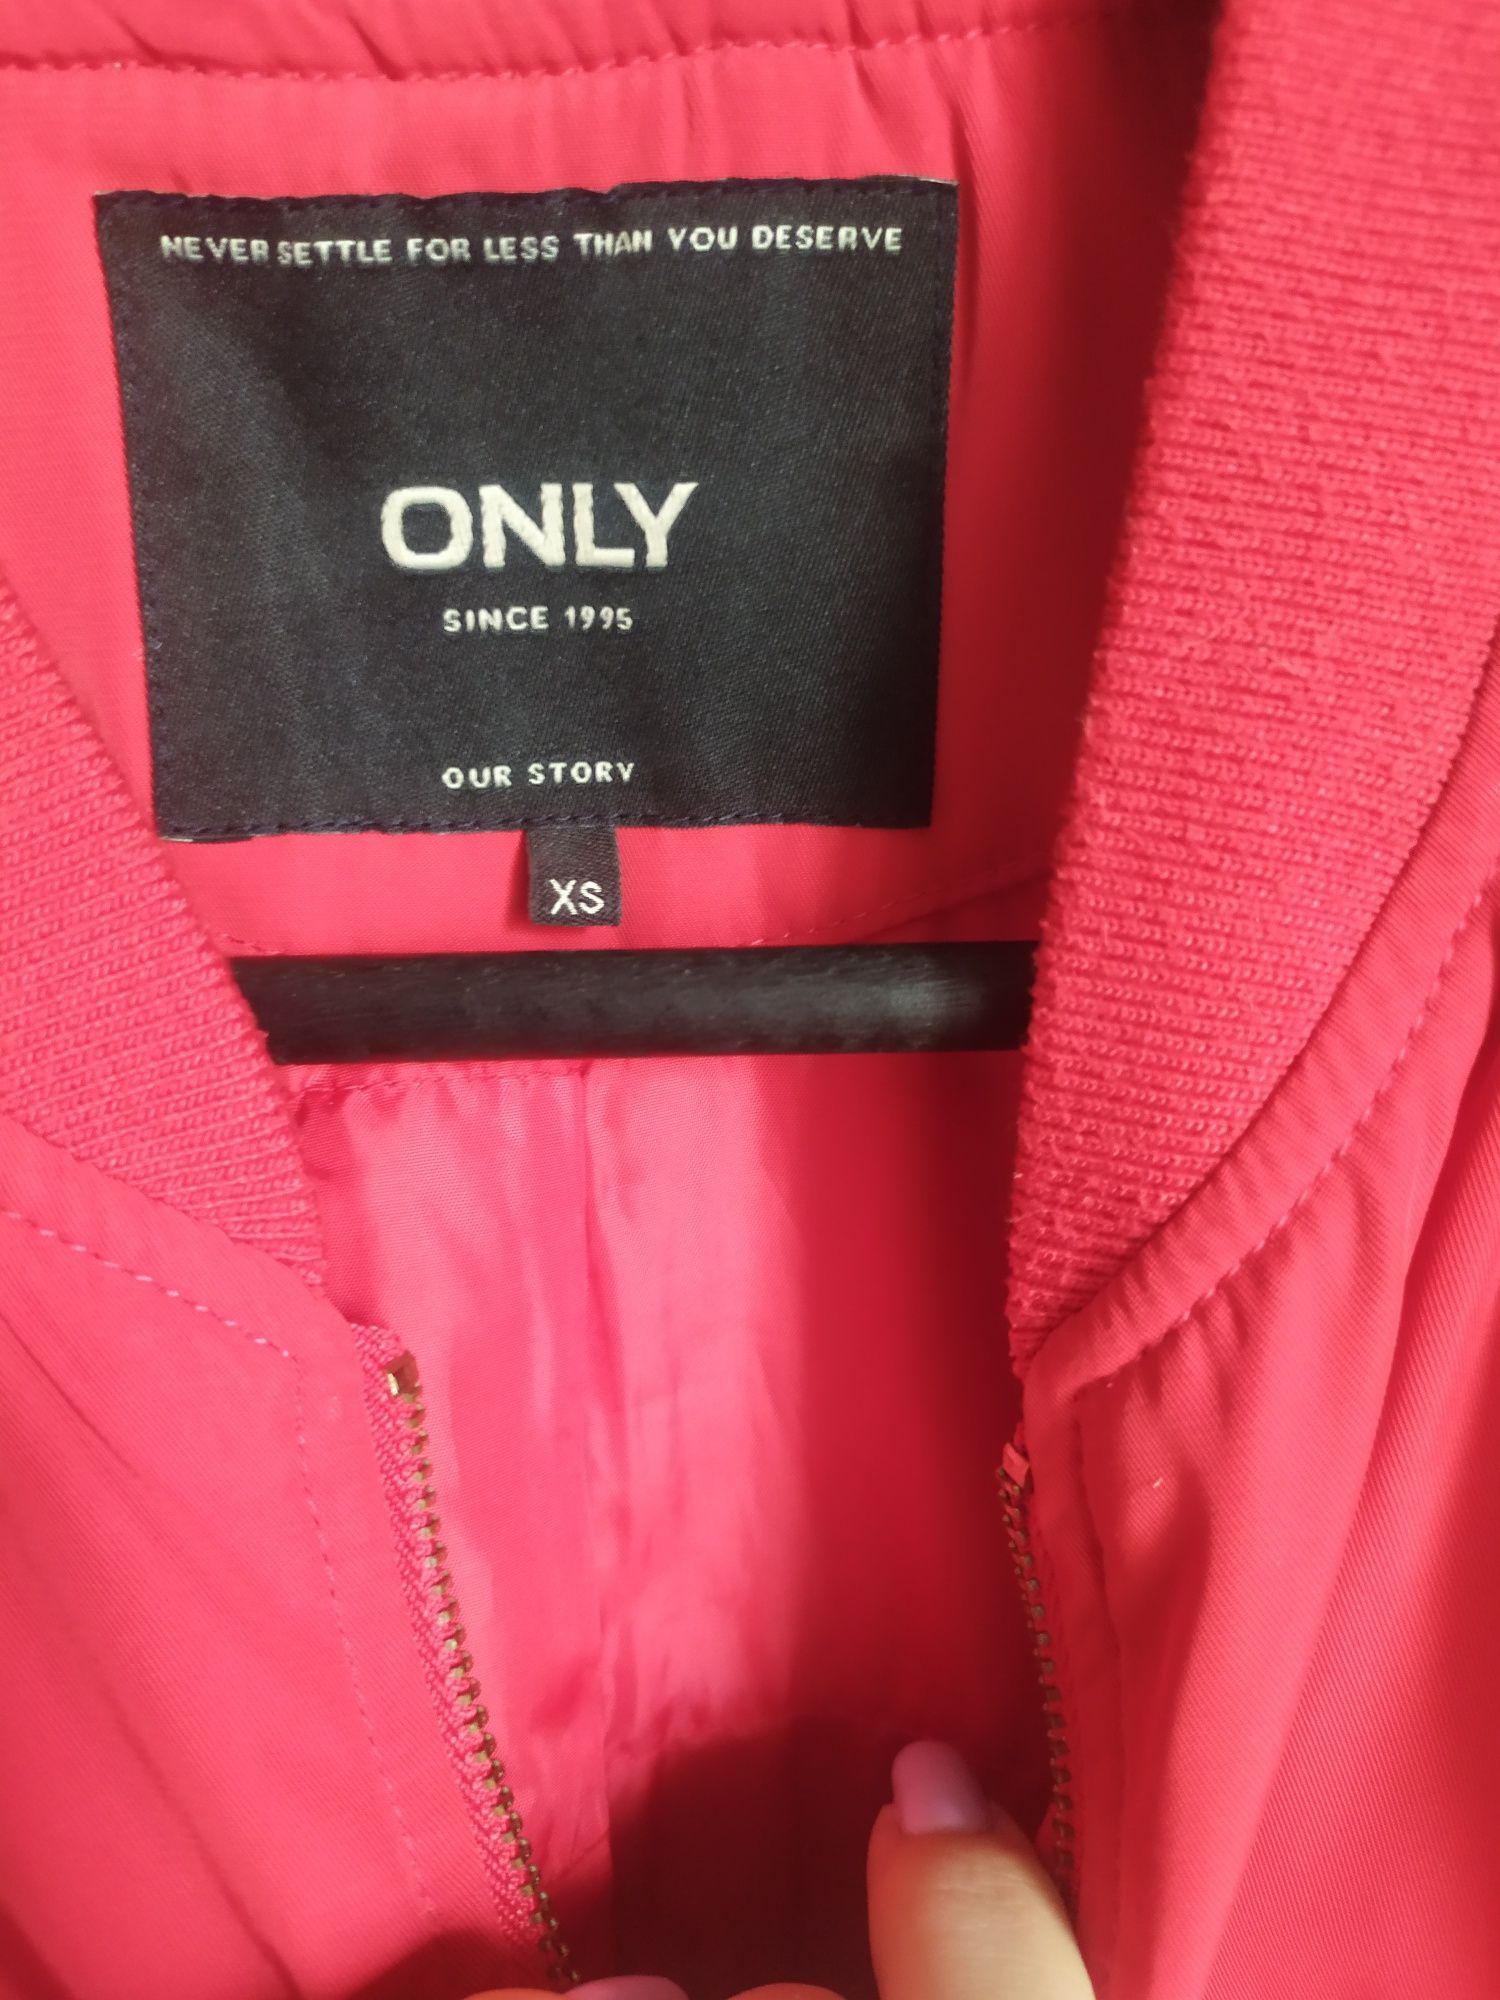 NEVER SETTLE FOR LESS THAN YOU DESERVE
ONLY
SINCE 1995
OUR STORY
XS